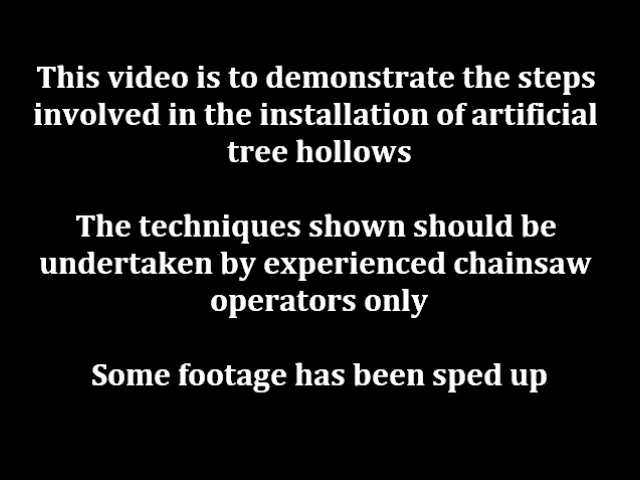 This video is to demonstrate the steps
involved in the installation of artificial
tree hollows
The techniques shown should be
undertaken by experienced chainsaw
operators only
Some footage has been sped up